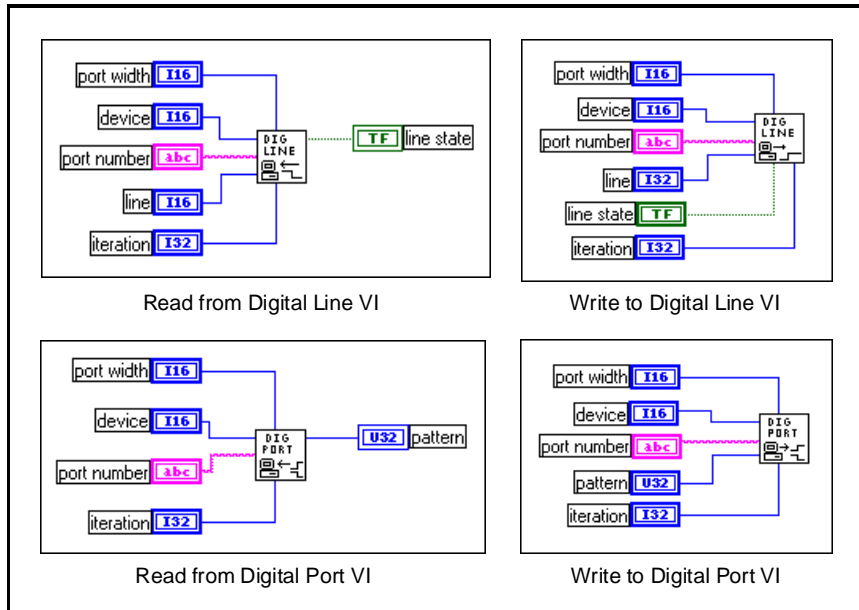 port width I16
device I16
port number abc
line I16
iteration I32
DIG
LINE
TF line state
Read from Digital Line VI
port width I16
device I16
port number abc
line I32
line state TF
iteration I32
DIG
LINE
Write to Digital Line VI
port width I16
device I16
port number abc
iteration I32
DIG
PORT
U32 pattern
Read from Digital Port VI
port width I16
device I16
port number abc
pattern U32
iteration I32
DIG
PORT
Write to Digital Port VI